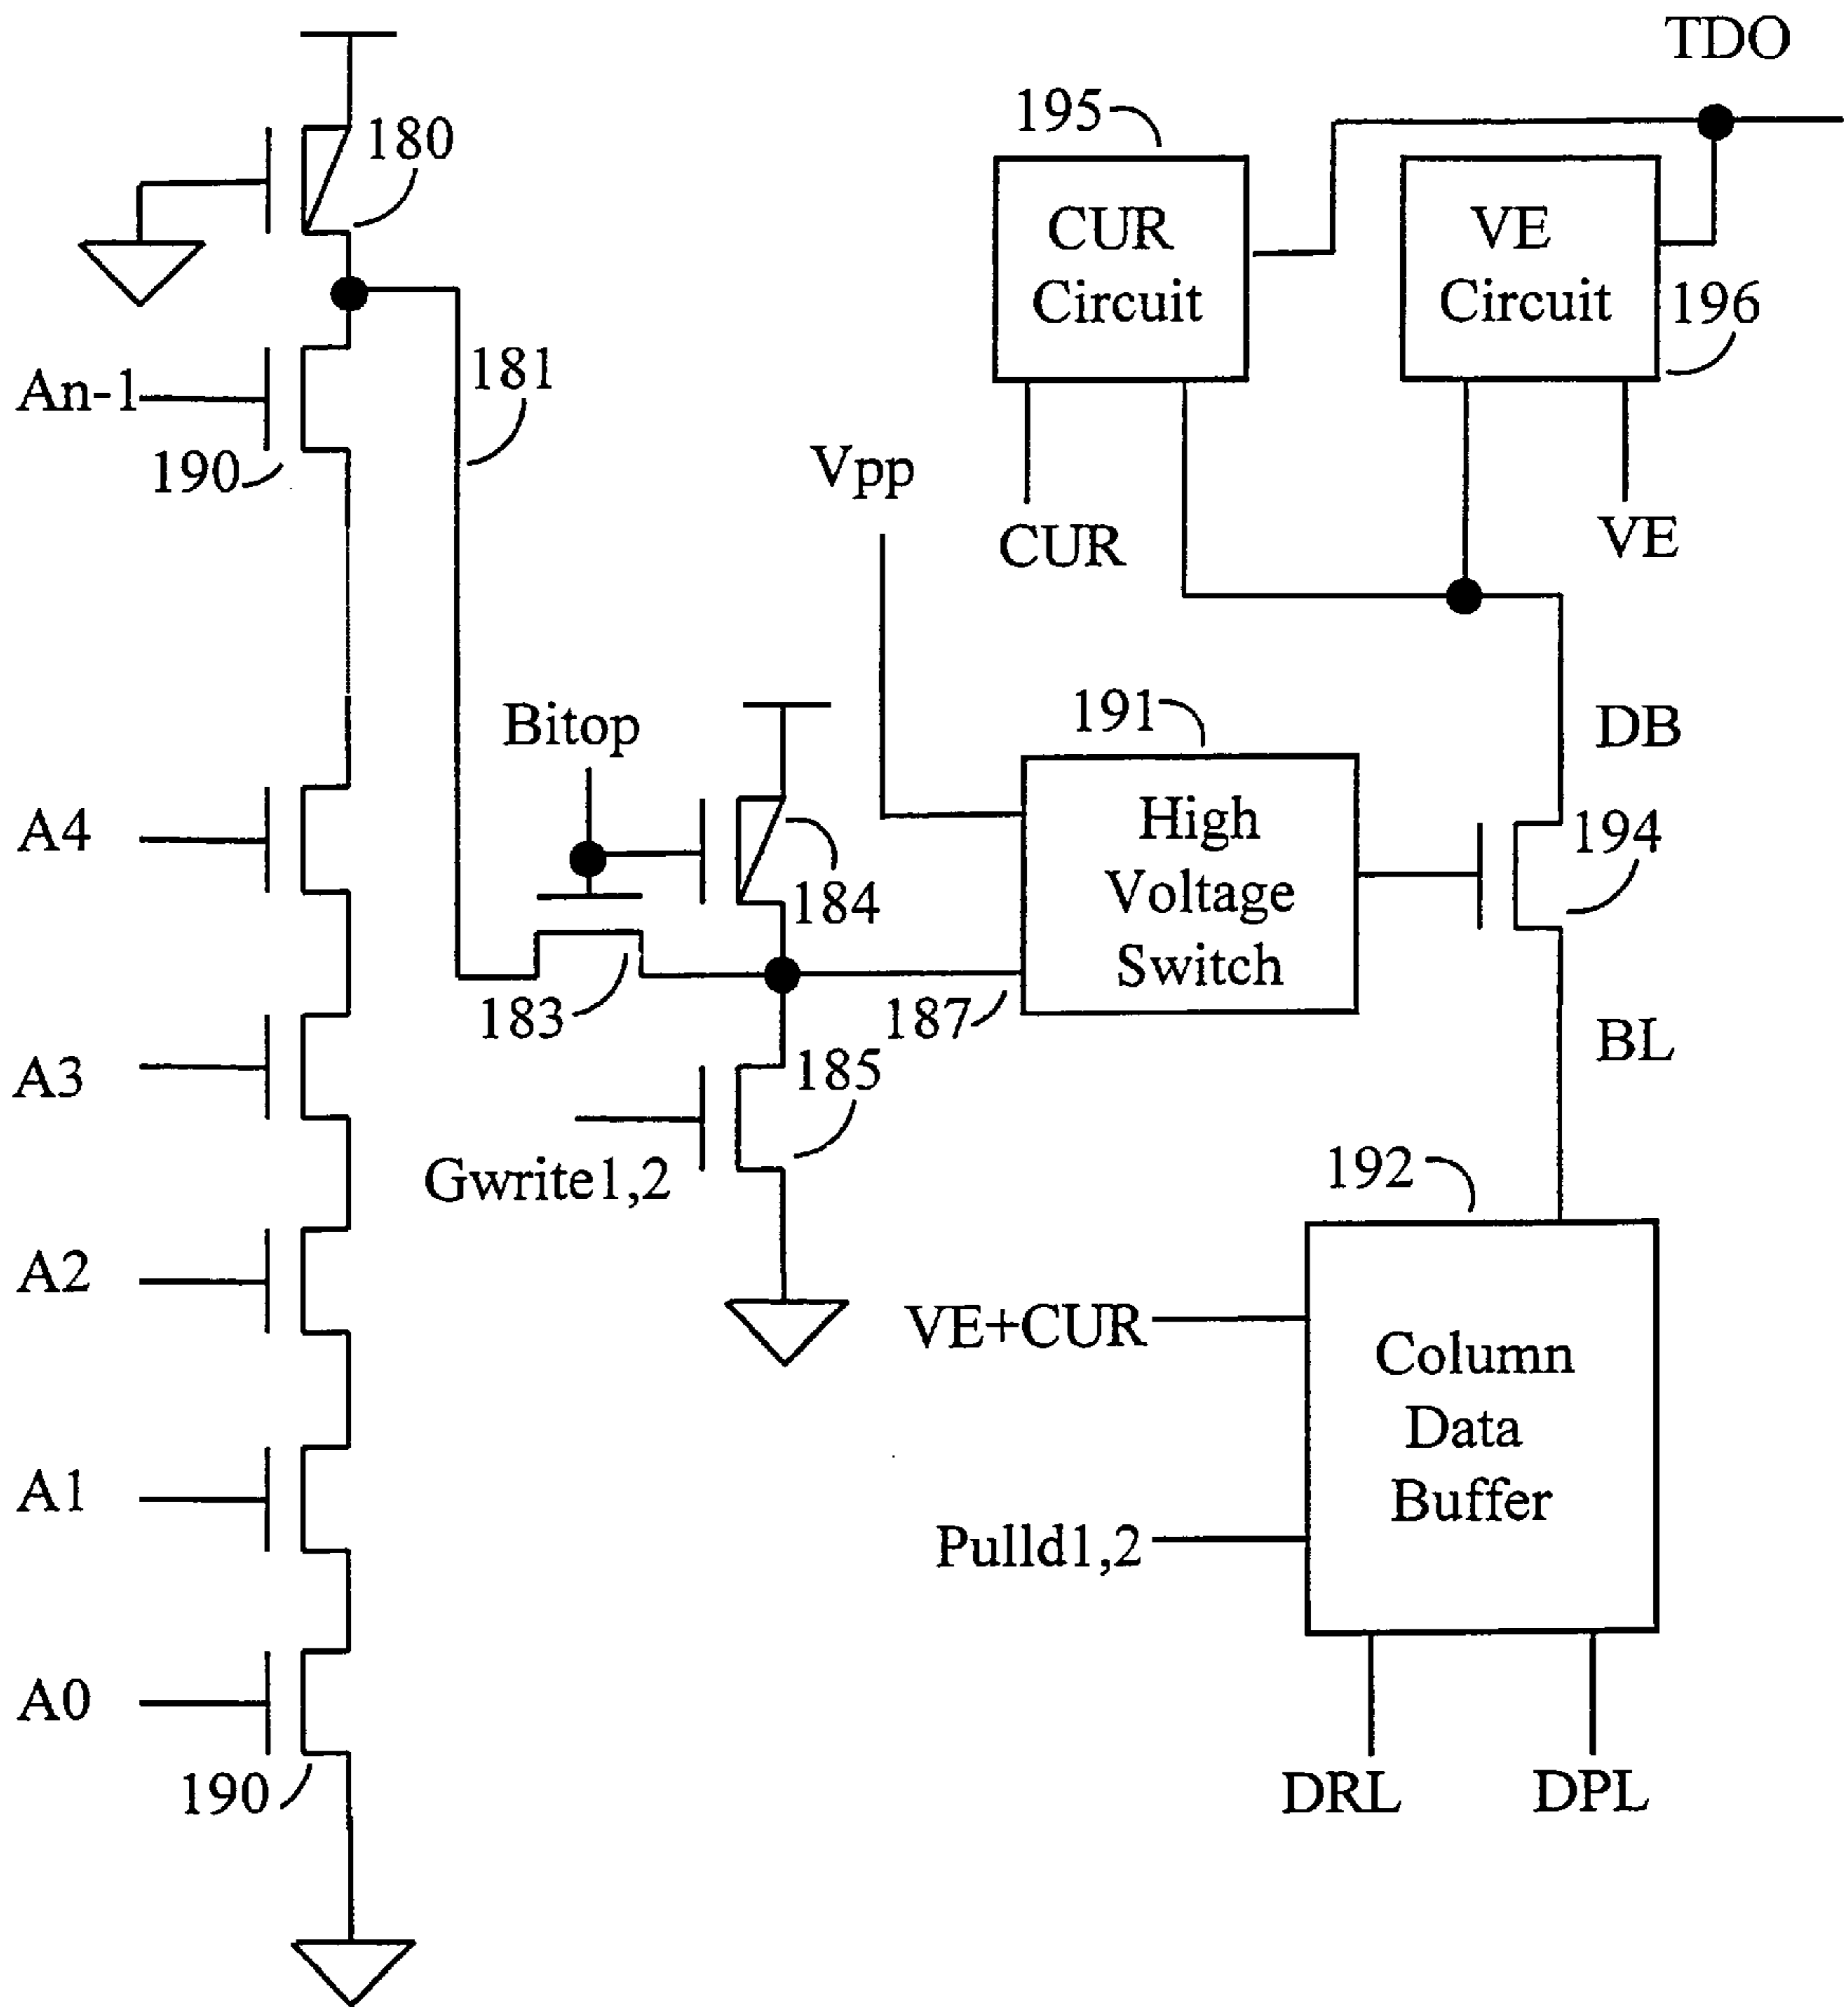 TDO
195
180
CUR
Circuit
VE
Circuit
196
181
An-1
190
Vpp
CUR
VE
191
Bitop
DB
High
Voltage
Switch
194
A4
184
183
187
BL
A3
185
Gwrite1,2
192
A2
VE+CUR
Column
Data
Buffer
A1
Pulld1,2
A0
190
DRL
DPL